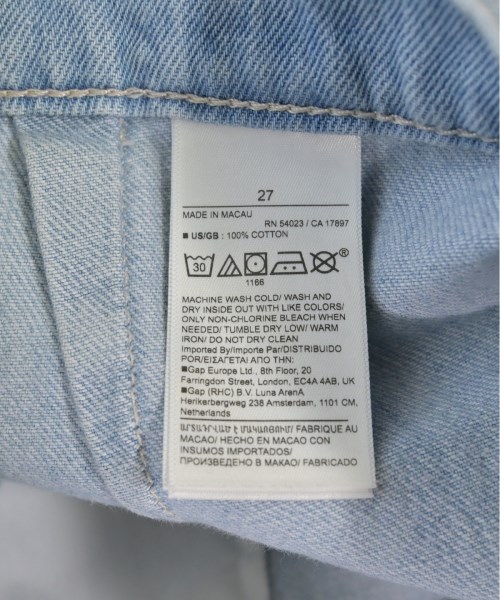 27
MADE IN MACAU
RN 54023 / CA 17897
■ US/GB : 100% COTTON
30
®
1166
MACHINE WASH COLD/ WASH AND
DRY INSIDE OUT WITH LIKE COLORS/
ONLY NON-CHLORINE BLEACH WHEN
NEEDED/ TUMBLE DRY LOW/ WARM
IRON/ DO NOT DRY CLEAN
Imported By/Importe Par/DISTRIBUIDO
POR/ΕΙΣΑΓΕΤΑΙ ΑΠΟ ΤΗΝ:
■Gap Europe Ltd., 8th Floor, 20
Farringdon Street, London, EC4A 4AB, UK
■Gap (RHC) B.V. Luna ArenA
Herikerbergweg 238 Amsterdam, 1101 CM,
Netherlands
ԱՐՏԱԴՐՎԱԾ Է ՄԱԿԱՈՅՈՒՄ/ FABRIQUE AU
MACAO/ HECHO EN MACAO CON
INSUMOS IMPORTADOS/
ПРОИЗВЕДЕНО В МАКАО/ FABRICADO